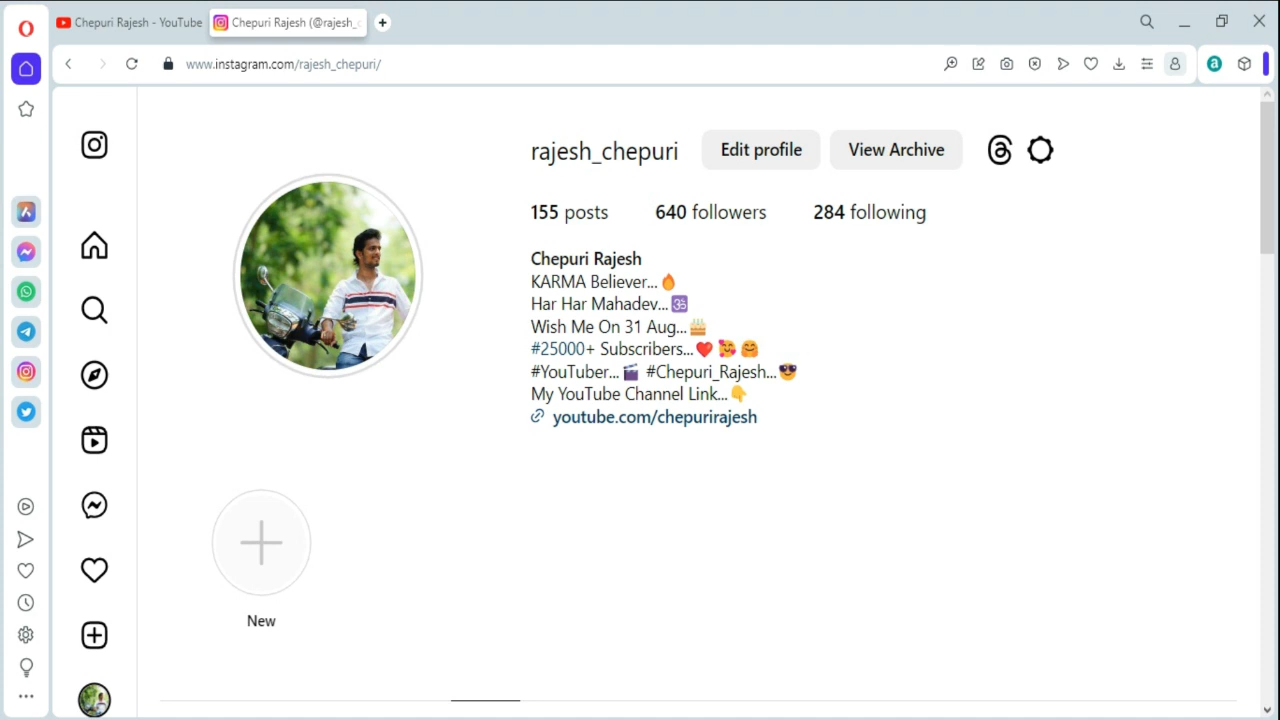 Chepuri Rajesh - YouTube
Chepuri Rajesh (@rajesh_c
www.instagram.com/rajesh_chepuri/
rajesh_chepuri
Edit profile
View Archive
155 posts
640 followers
284 following
Chepuri Rajesh
KARMA Believer...🔥
Har Har Mahadev...🕉
Wish Me On 31 Aug...🎂
#25000+ Subscribers...❤️ 🥰 🤗
#YouTuber...🎬 #Chepuri_Rajesh...😎
My YouTube Channel Link...👇
youtube.com/chepurirajesh
New